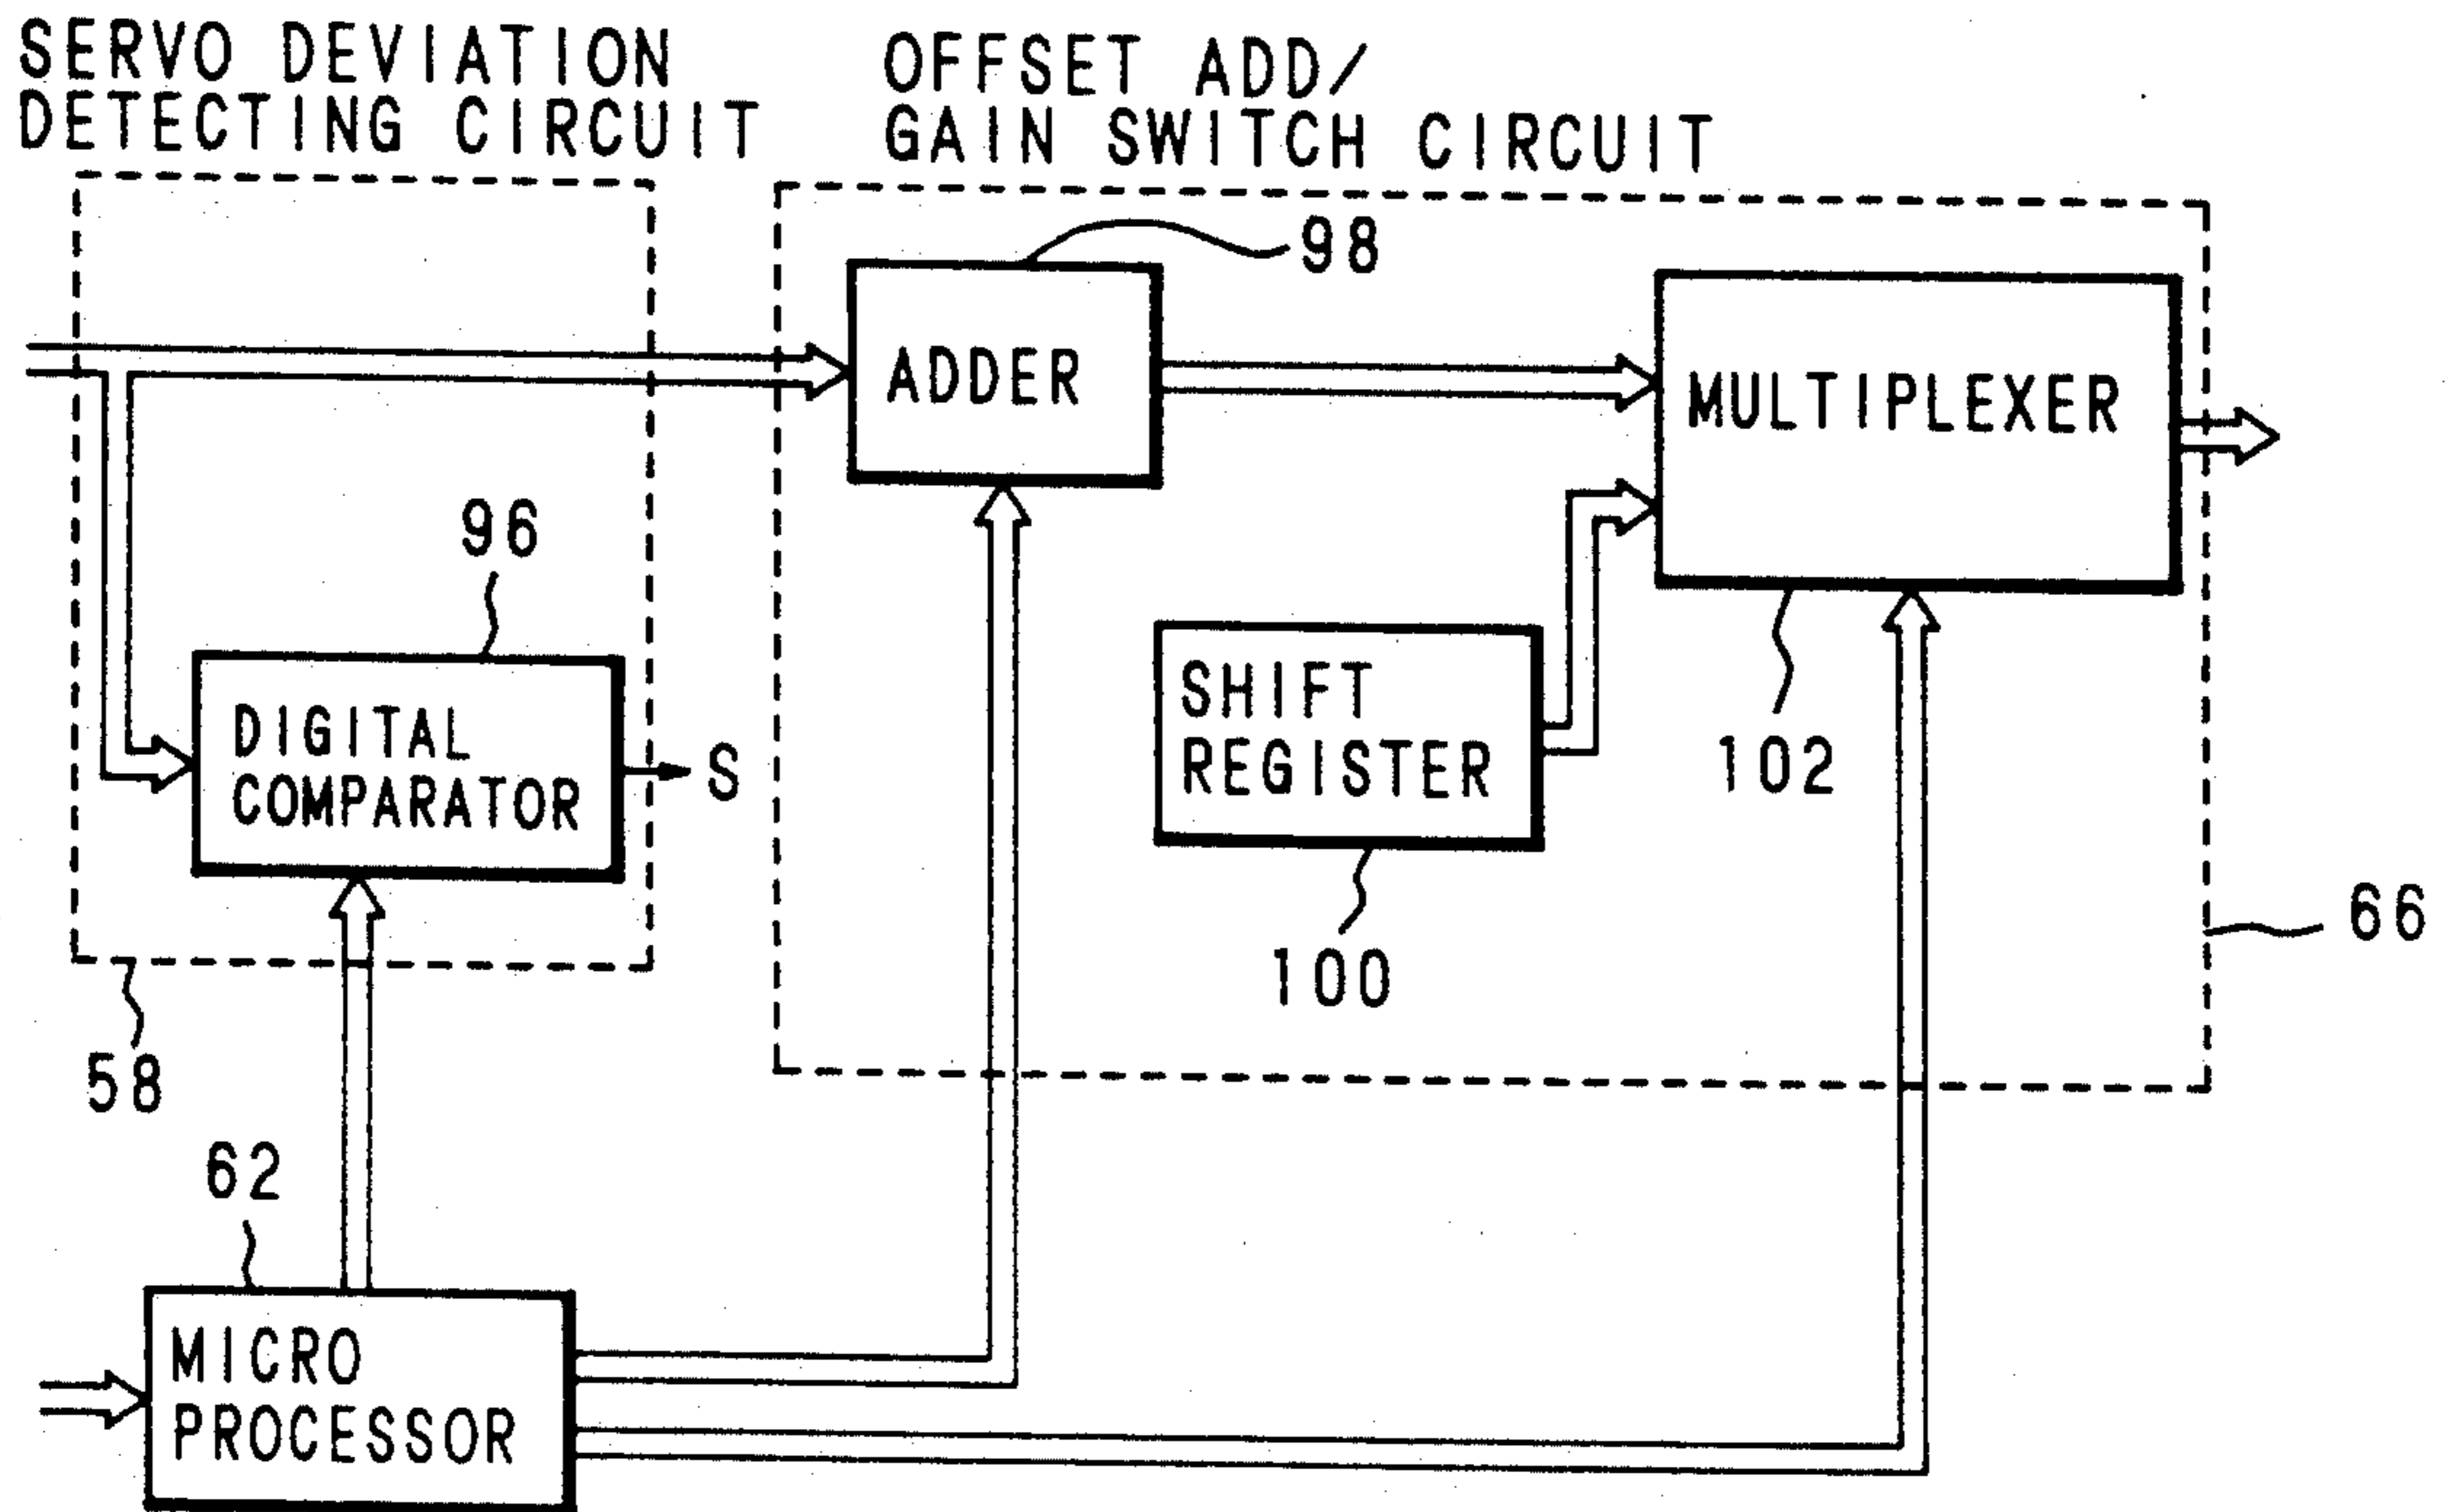 SERVO DEVIATION
DETECTING CIRCUIT
OFFSET ADD/
GAIN SWITCH CIRCUIT
98
ADDER
MULTIPLEXER
96
DIGITAL
COMPARATOR
S
SHIFT
REGISTER
102
100
66
58
62
MICRO
PROCESSOR